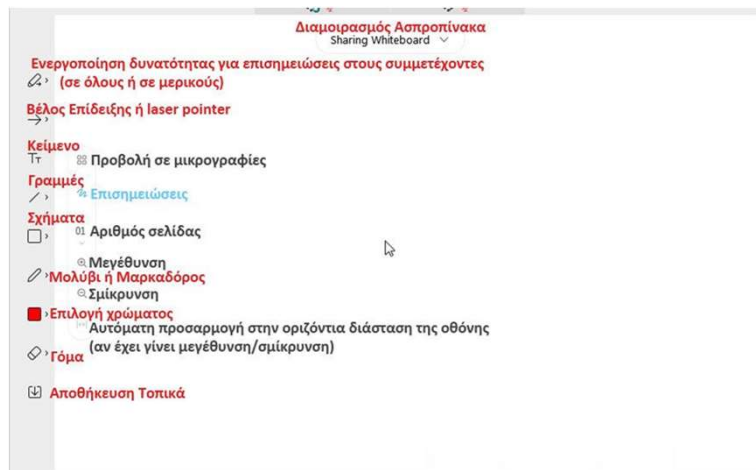 Διαμοιρασμός Ασπροπίνακα
Sharing Whiteboard
Ενεργοποίηση δυνατότητας για επισημειώσεις στους συμμετέχοντες
(σε όλους ή σε μερικούς)
Βέλος Επίδειξης ή laser pointer
Κείμενο
Tт Προβολή σε μικρογραφίες
Γραμμές
Επισημειώσεις
Σχήματα
01 Αριθμός σελίδας
Μεγέθυνση
Μολύβι ή Μαρκαδόρος
Σμίκρυνση
Επιλογή χρώματος
Αυτόματη προσαρμογή στην οριζόντια διάσταση της οθόνης
(αν έχει γίνει μεγέθυνση/σμίκρυνση)
Γόμα
Αποθήκευση Τοπικά